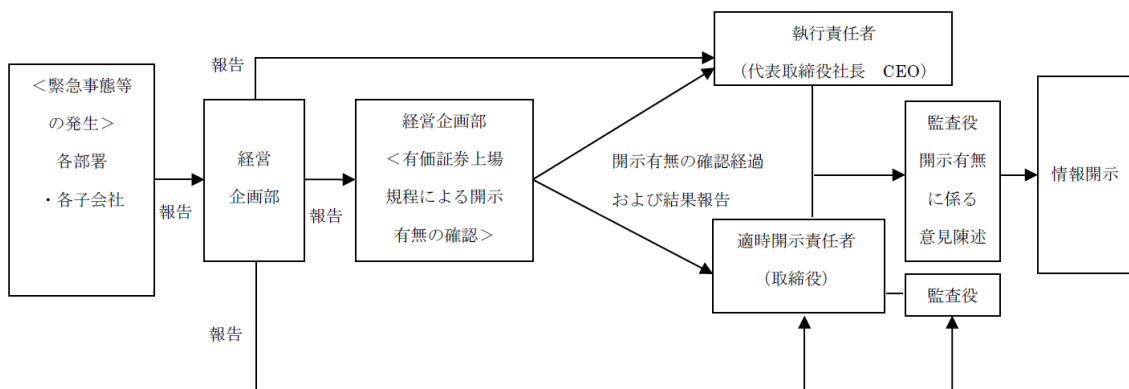 <緊急事態等
の発生>
各部署
・各子会社
報告
経営
企画部
報告
報告
報告
経営企画部
<有価証券上場
規程による開示
有無の確認>
開示有無の確認経過
および結果報告
執行責任者
(代表取締役社長 CEO)
適時開示責任者
(取締役)
監査役
開示有無
に係る
意見陳述
監査役
情報開示